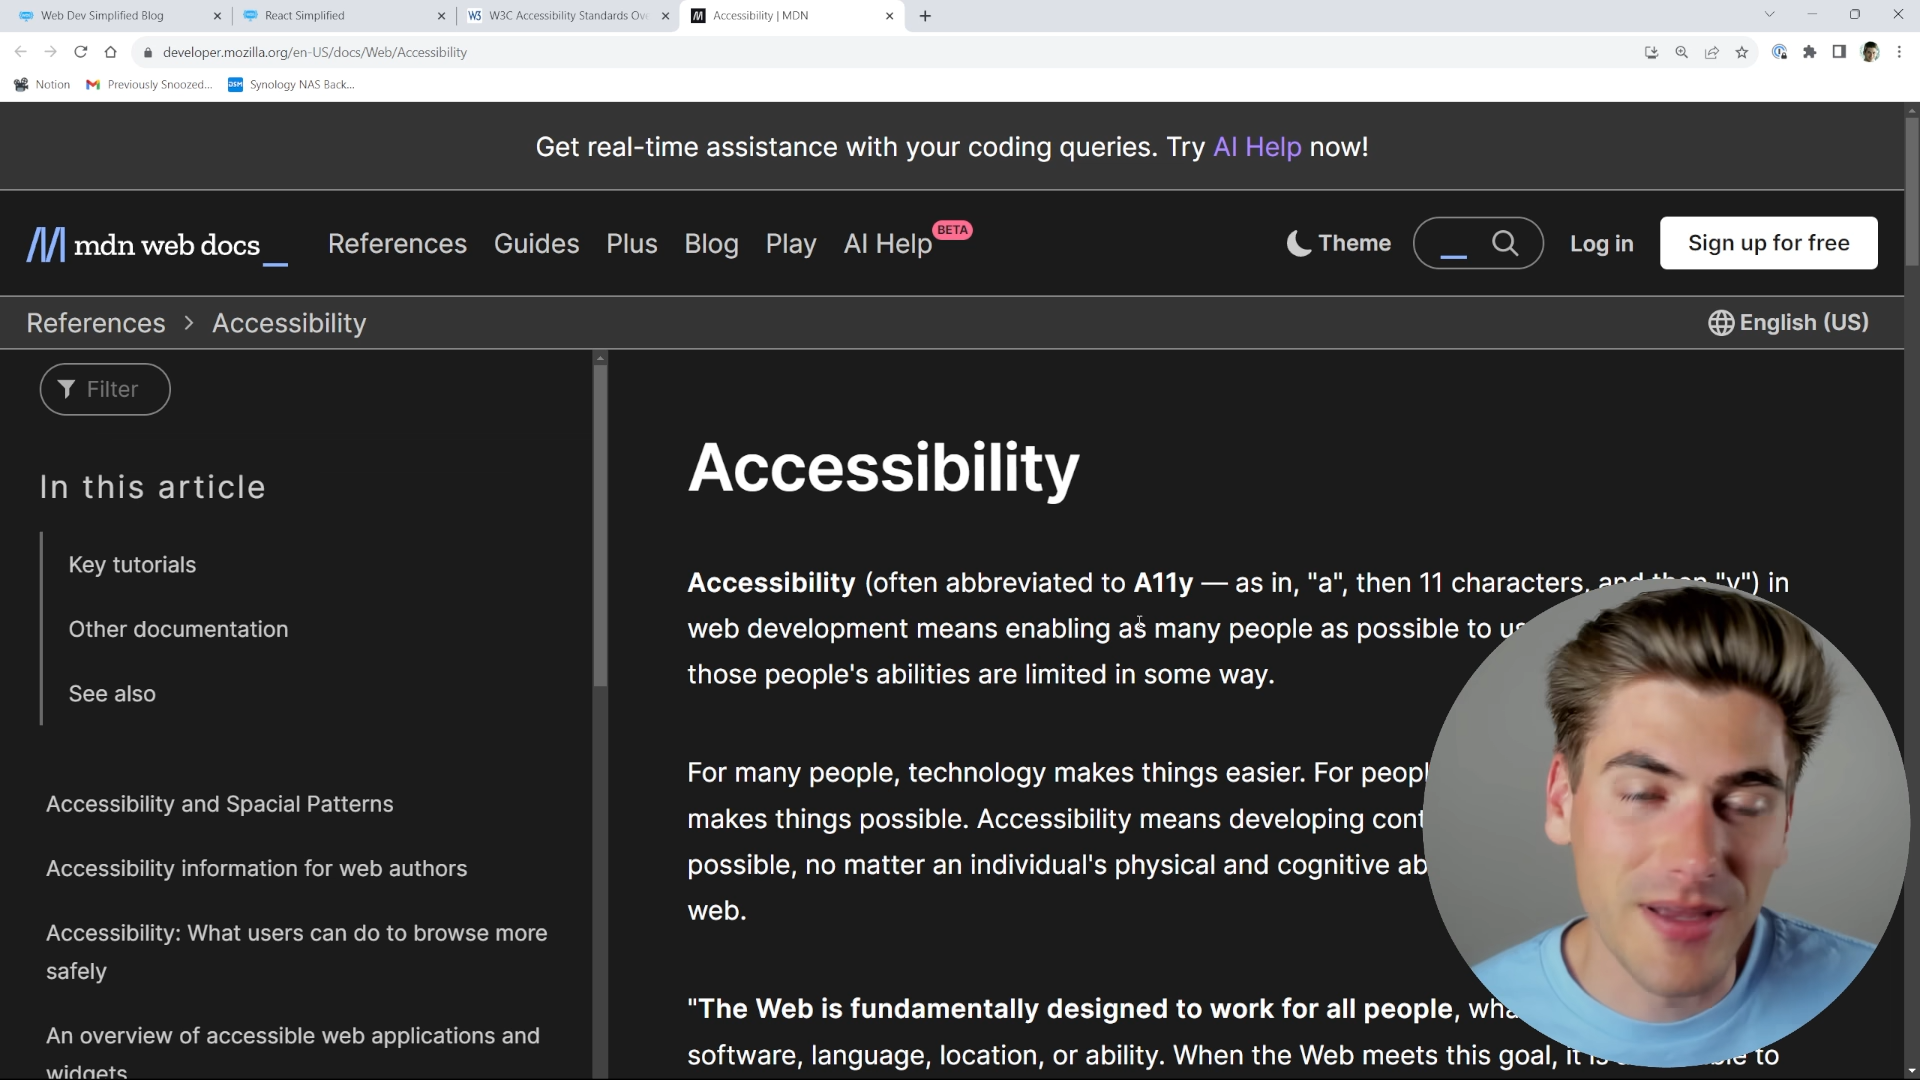 Web Dev Simplified Blog
React Simplified
W3C Accessibility Standards Ov
Accessibility | MDN
developer.mozilla.org/en-US/docs/Web/Accessibility
Notion
Previously Snoozed...
Synology NAS Back...
Get real-time assistance with your coding queries. Try AI Help now!
mdn web docs_
References Guides Plus Blog Play AI Help BETA
Theme
Log in
Sign up for free
References > Accessibility
English (US)
Filter
In this article
Key tutorials
Other documentation
See also
Accessibility and Spacial Patterns
Accessibility information for web authors
Accessibility: What users can do to browse more
safely
An overview of accessible web applications and
widgets
Accessibility
Accessibility (often abbreviated to A11y — as in, "a", then 11 characters, and then "y") in
web development means enabling as many people as possible to us
those people's abilities are limited in some way.
For many people, technology makes things easier. For peopl
makes things possible. Accessibility means developing cont
possible, no matter an individual's physical and cognitive ab
web.
"The Web is fundamentally designed to work for all people, wha
software, language, location, or ability. When the Web meets this goal, it is to